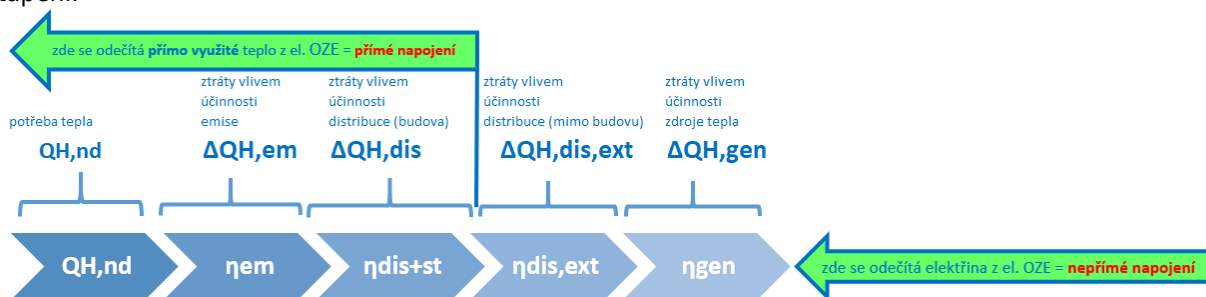 zde se odečítá přímo využité teplo z el. OZE = přímé napojení
potřeba tepla
QH,nd
ztráty vlivem
účinnosti
emise
ΔQH,em
ztráty vlivem
účinnosti
distribuce (budova)
ΔQH,dis
ztráty vlivem
účinnosti
distribuce (mimo budovu)
ΔQH,dis,ext
ztráty vlivem
účinnosti
zdroje tepla
ΔQH,gen
QH,nd
ηem
ηdis+st
ηdis,ext
ηgen
zde se odečítá elektřina z el. OZE = nepřímé napojení